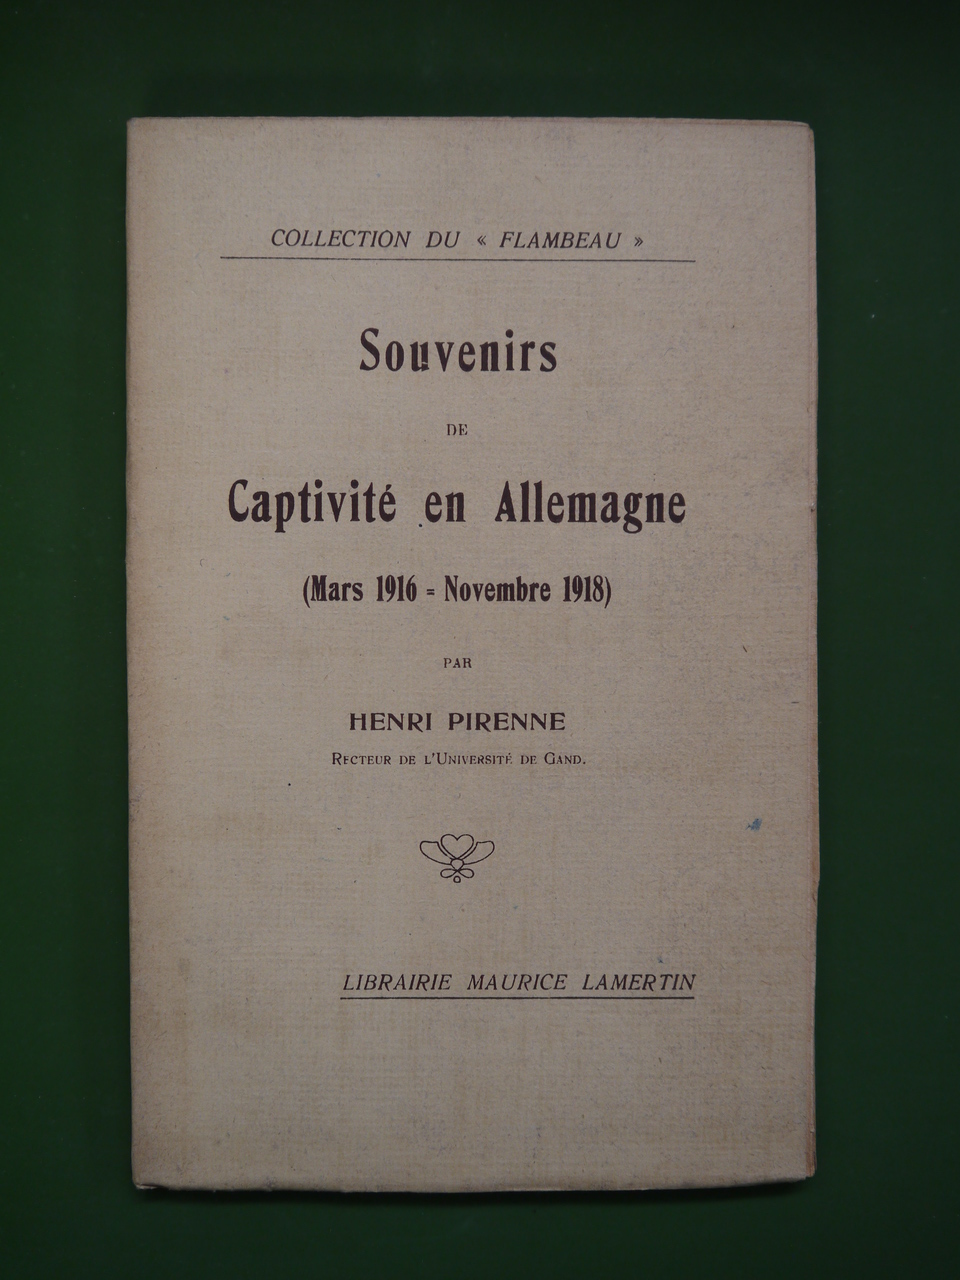 COLLECTION DU « FLAMBEAU »
Souvenirs
DE
Captivité en Allemagne
(Mars 1916 = Novembre 1918)
PAR
HENRI PIRENNE
RECTEUR DE L'UNIVERSITÉ DE GAND.
LIBRAIRIE MAURICE LAMERTIN